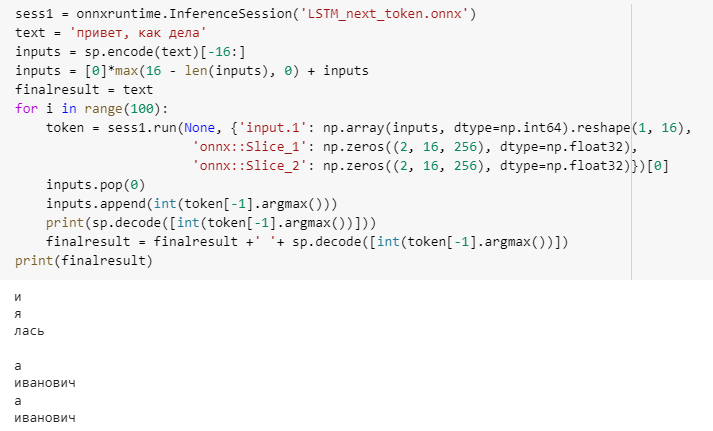 sess1 = onnxruntime.InferenceSession('LSTM_next_token.onnx')
text = 'привет, как дела'
inputs = sp.encode(text)[-16:]
inputs = [0]*max(16 - len(inputs), 0) + inputs
finalresult = text
for i in range(100):
    token = sess1.run(None, {'input.1': np.array(inputs, dtype=np.int64).reshape(1, 16),
                       'onnx::Slice_1': np.zeros((2, 16, 256), dtype=np.float32),
                       'onnx::Slice_2': np.zeros((2, 16, 256), dtype=np.float32)})[0]
    inputs.pop(0)
    inputs.append(int(token[-1].argmax()))
    print(sp.decode([int(token[-1].argmax())]))
    finalresult = finalresult +' '+ sp.decode([int(token[-1].argmax())])
print(finalresult)
и
я
лась

а
иванович
а
иванович